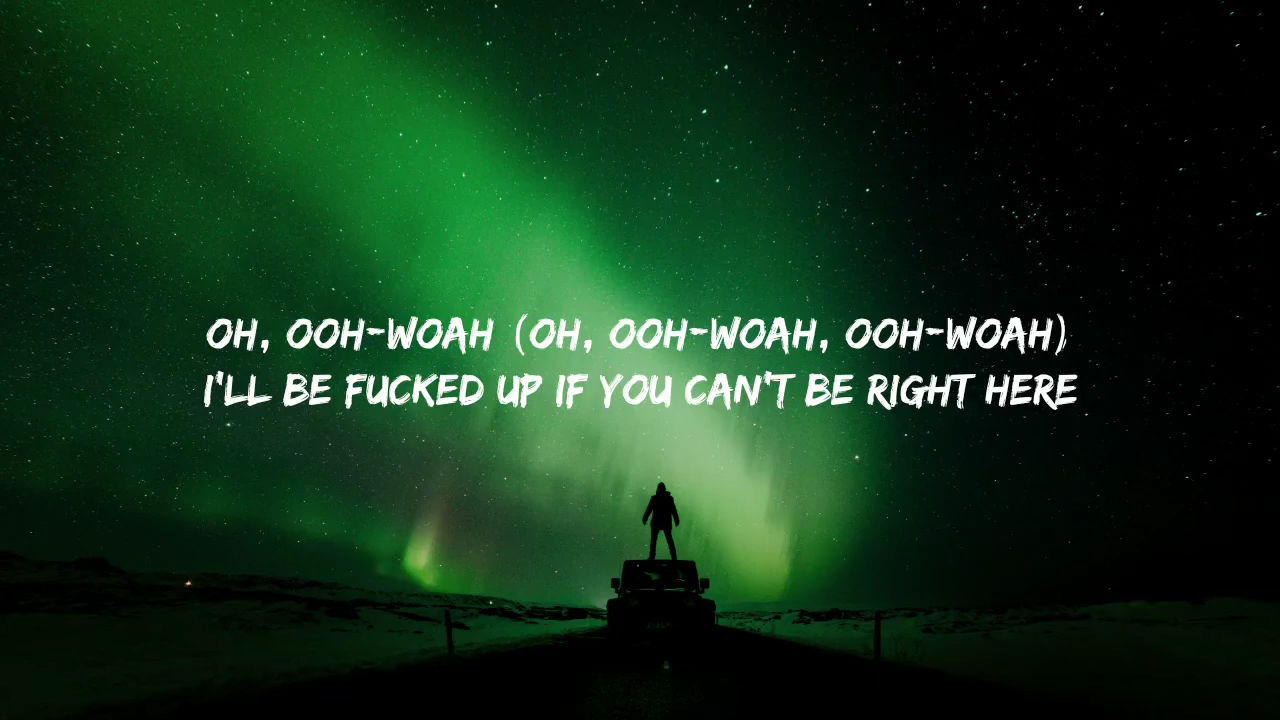 OH, OOH-WOAH (OH, OOH-WOAH, OOH-WOAH)
I'LL BE FUCKED UP IF YOU CAN'T BE RIGHT HERE